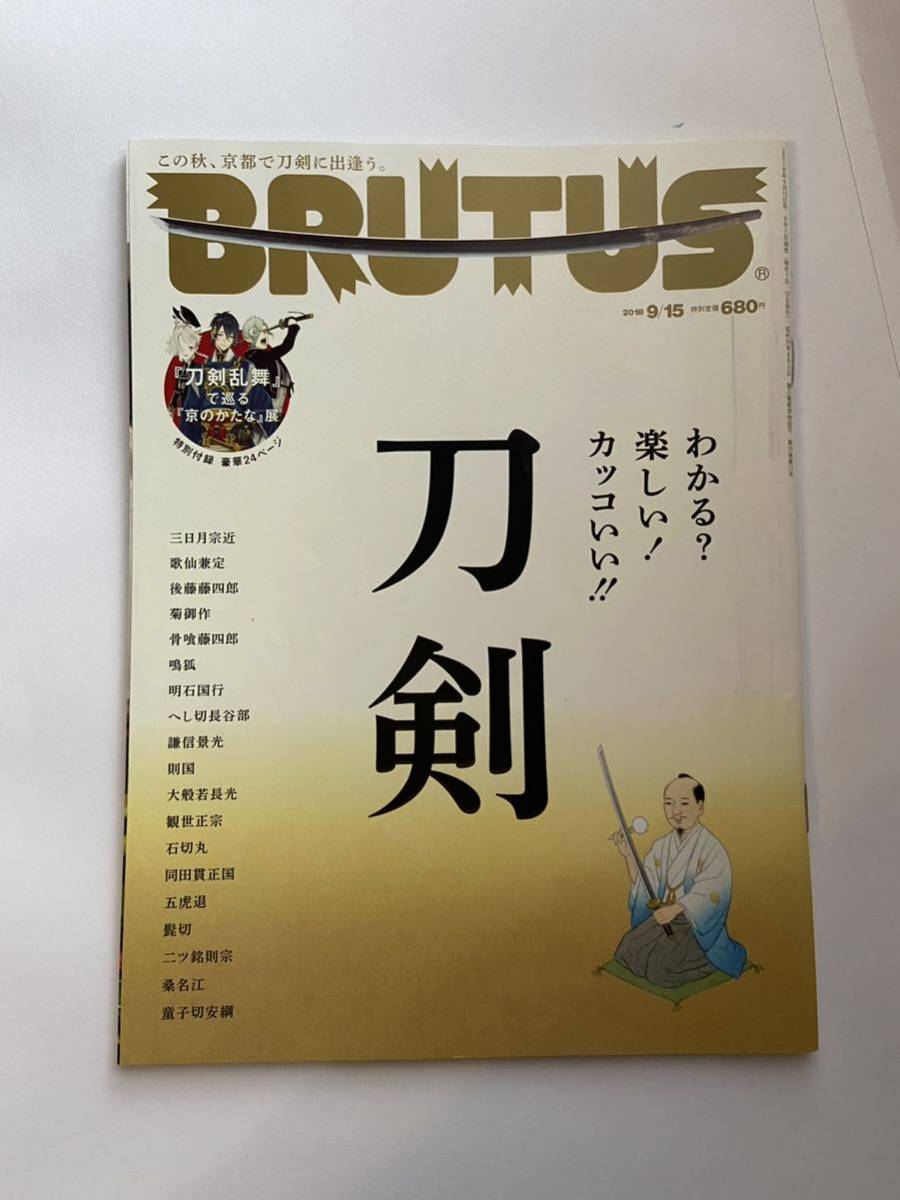 この秋、京都で刀剣に出逢う。
BRUTUS
®
2018 9/15 特別定価680円
『刀剣乱舞』
で巡る
『京のかたな』展
特別付録 豪華24ページ
わかる?
楽しい!
カッコいい!!
刀剣
三日月宗近
歌仙兼定
後藤藤四郎
菊御作
骨喰藤四郎
鳴狐
明石国行
へし切長谷部
謙信景光
則国
大般若長光
観世正宗
石切丸
同田貫正国
五虎退
髭切
二ツ銘則宗
桑名江
童子切安綱